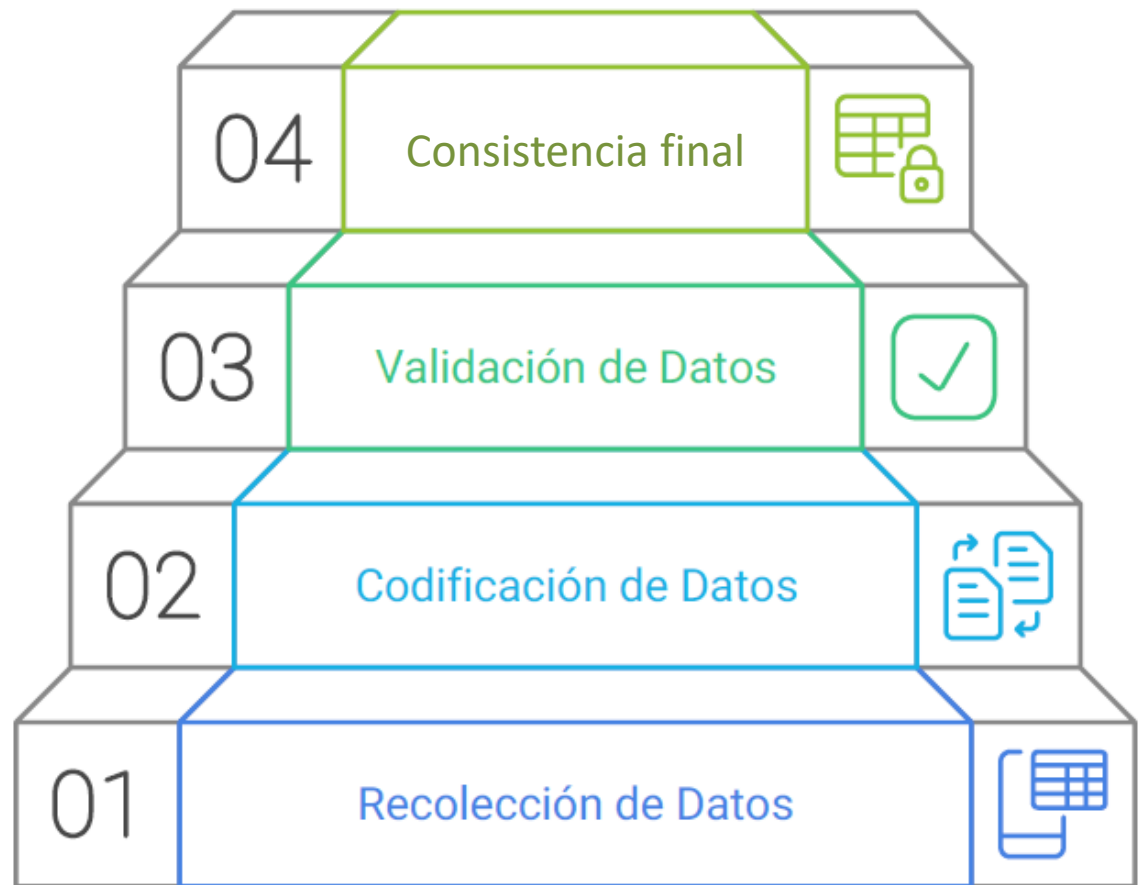 04
Consistencia final
03
Validación de Datos
02
Codificación de Datos
01
Recolección de Datos